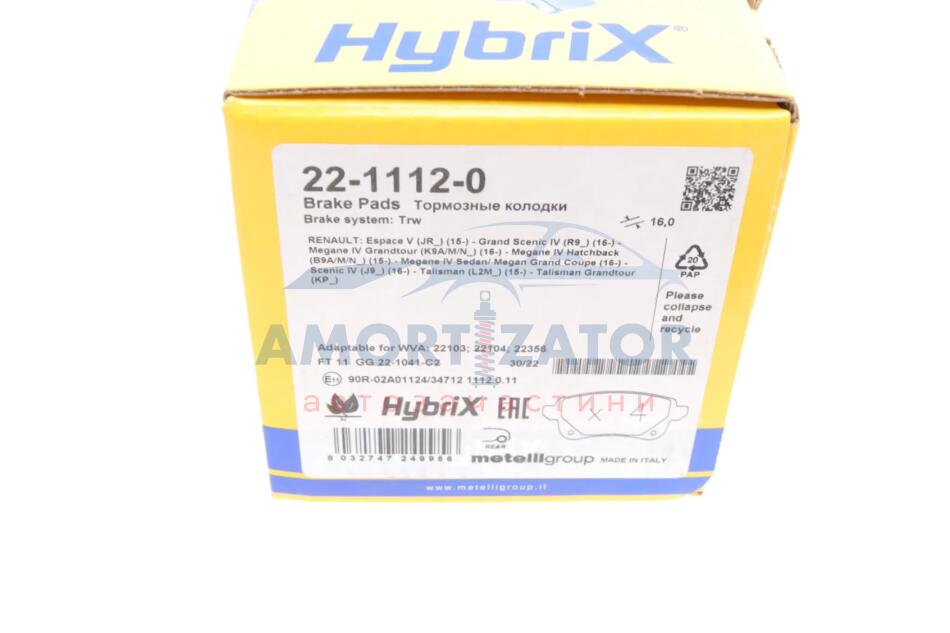 HybriX®
22-1112-0
Brake Pads Тормозные колодки
Brake system: Trw
16,0
RENAULT: Espace V (JR_) (15-) - Grand Scenic IV (R9_) (16-) -
Megane IV Grandtour (K9A/M/N_) (16-) - Megane IV Hatchback
(B9A/M/N_) (15-) - Megane IV Sedan/ Megan Grand Coupe (16-) -
Scenic IV (J9_) (16-) - Talisman (L2M_) (15-) - Talisman Grandtour
(KP_)
20
PAP
Please
collapse
and
recycle
AMORTIZATOR
Adaptable for WVA: 22103; 22104; 22356
FT 11 GG 22-1041-C2 30/22
E11 90R-02A01124/34712 1112.0.11
автозапчастини
HybriX EAC x 4
8 032747 249986
REAR
metelligroup MADE IN ITALY
www.metelligroup.it